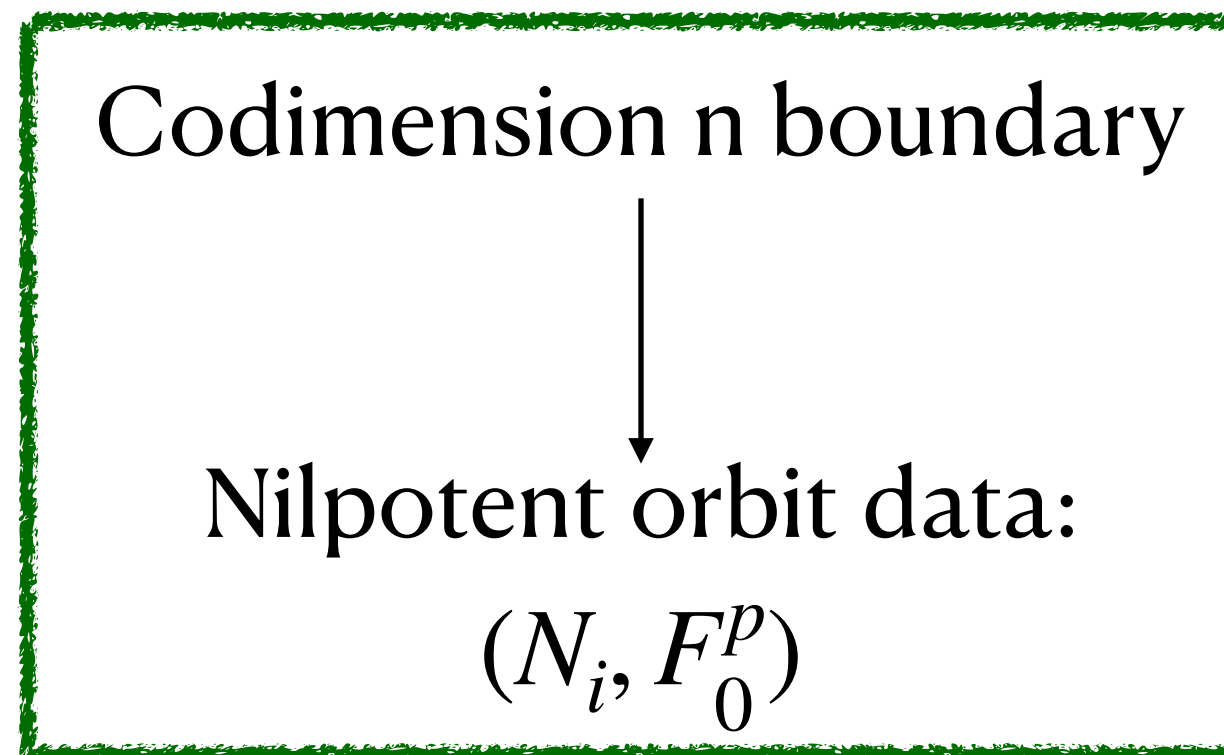 Codimension n boundary
Nilpotent orbit data:
$(N_i, F_0^p)$